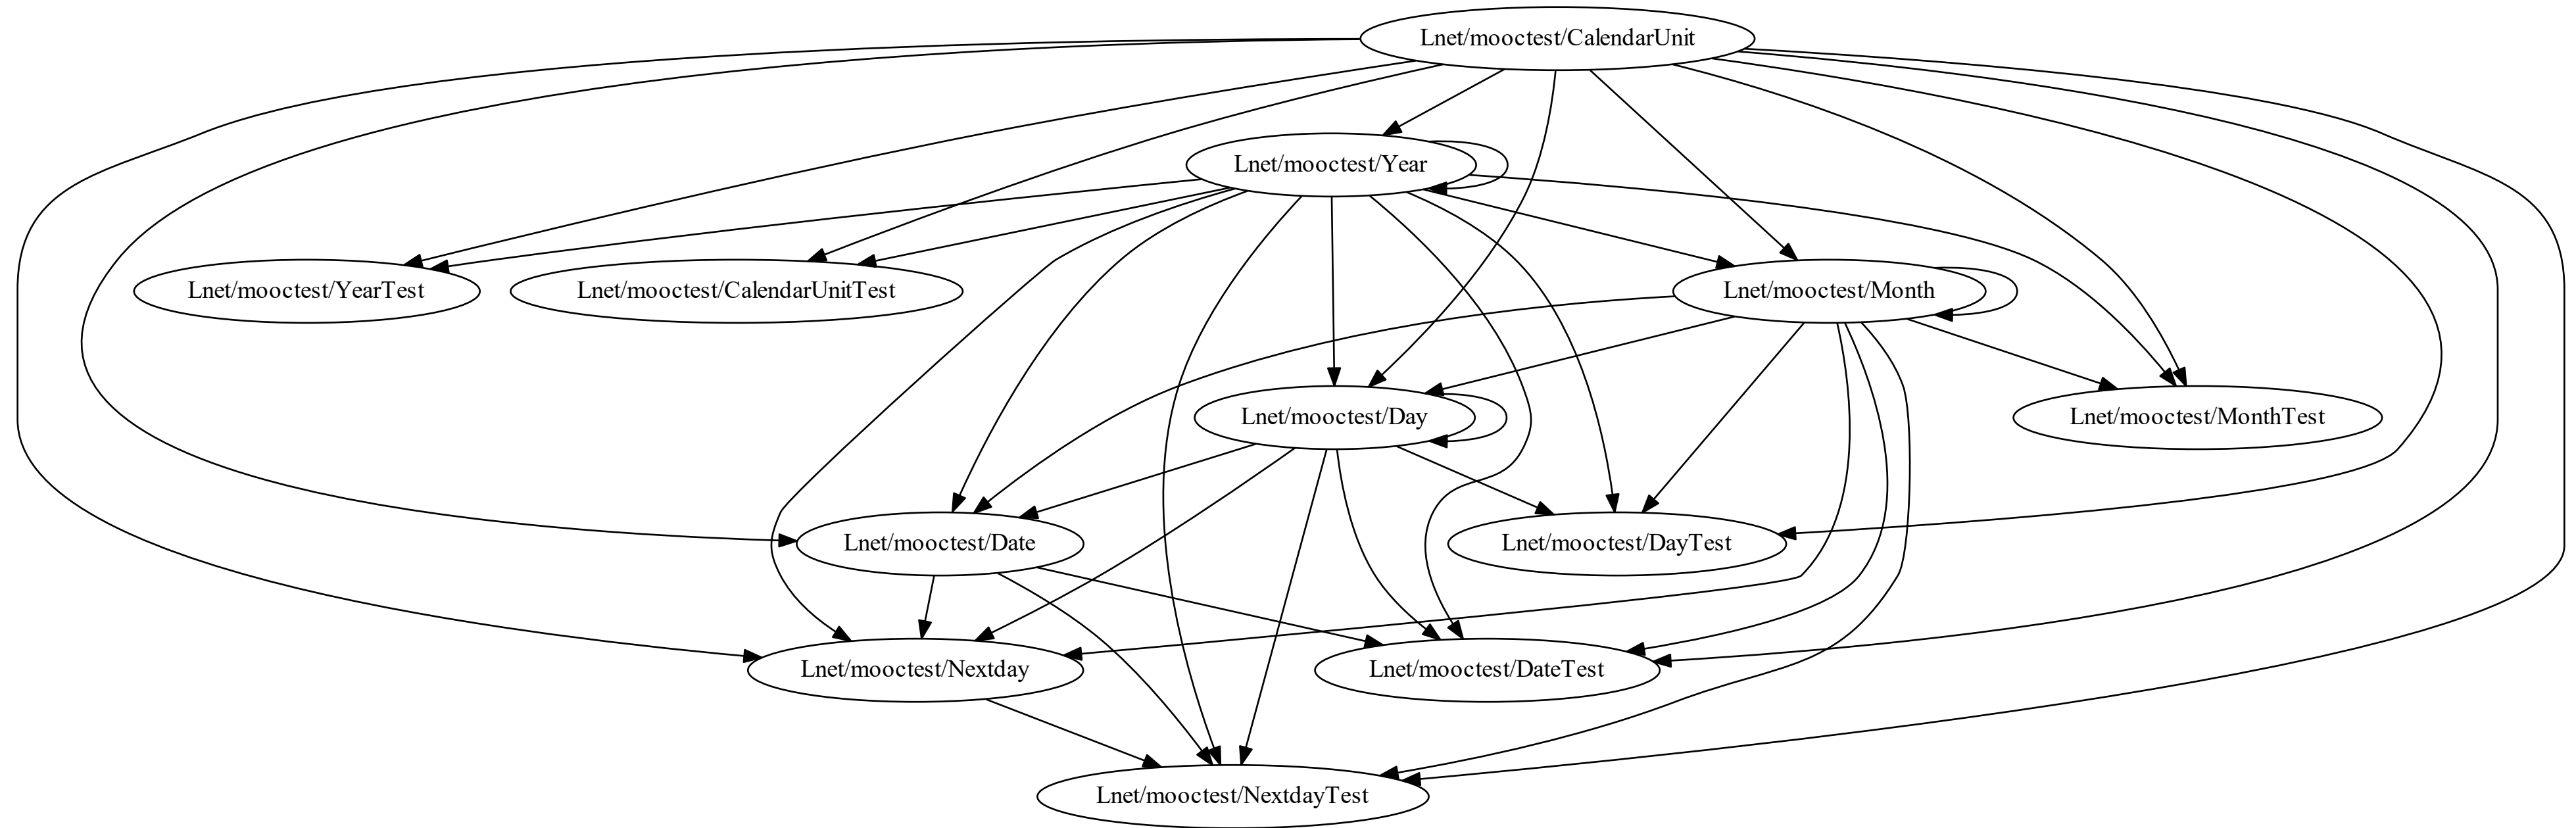 Lnet/mooctest/CalendarUnit
Lnet/mooctest/Year
Lnet/mooctest/YearTest
Lnet/mooctest/CalendarUnitTest
Lnet/mooctest/Month
Lnet/mooctest/Day
Lnet/mooctest/MonthTest
Lnet/mooctest/Date
Lnet/mooctest/DayTest
Lnet/mooctest/Nextday
Lnet/mooctest/DateTest
Lnet/mooctest/NextdayTest